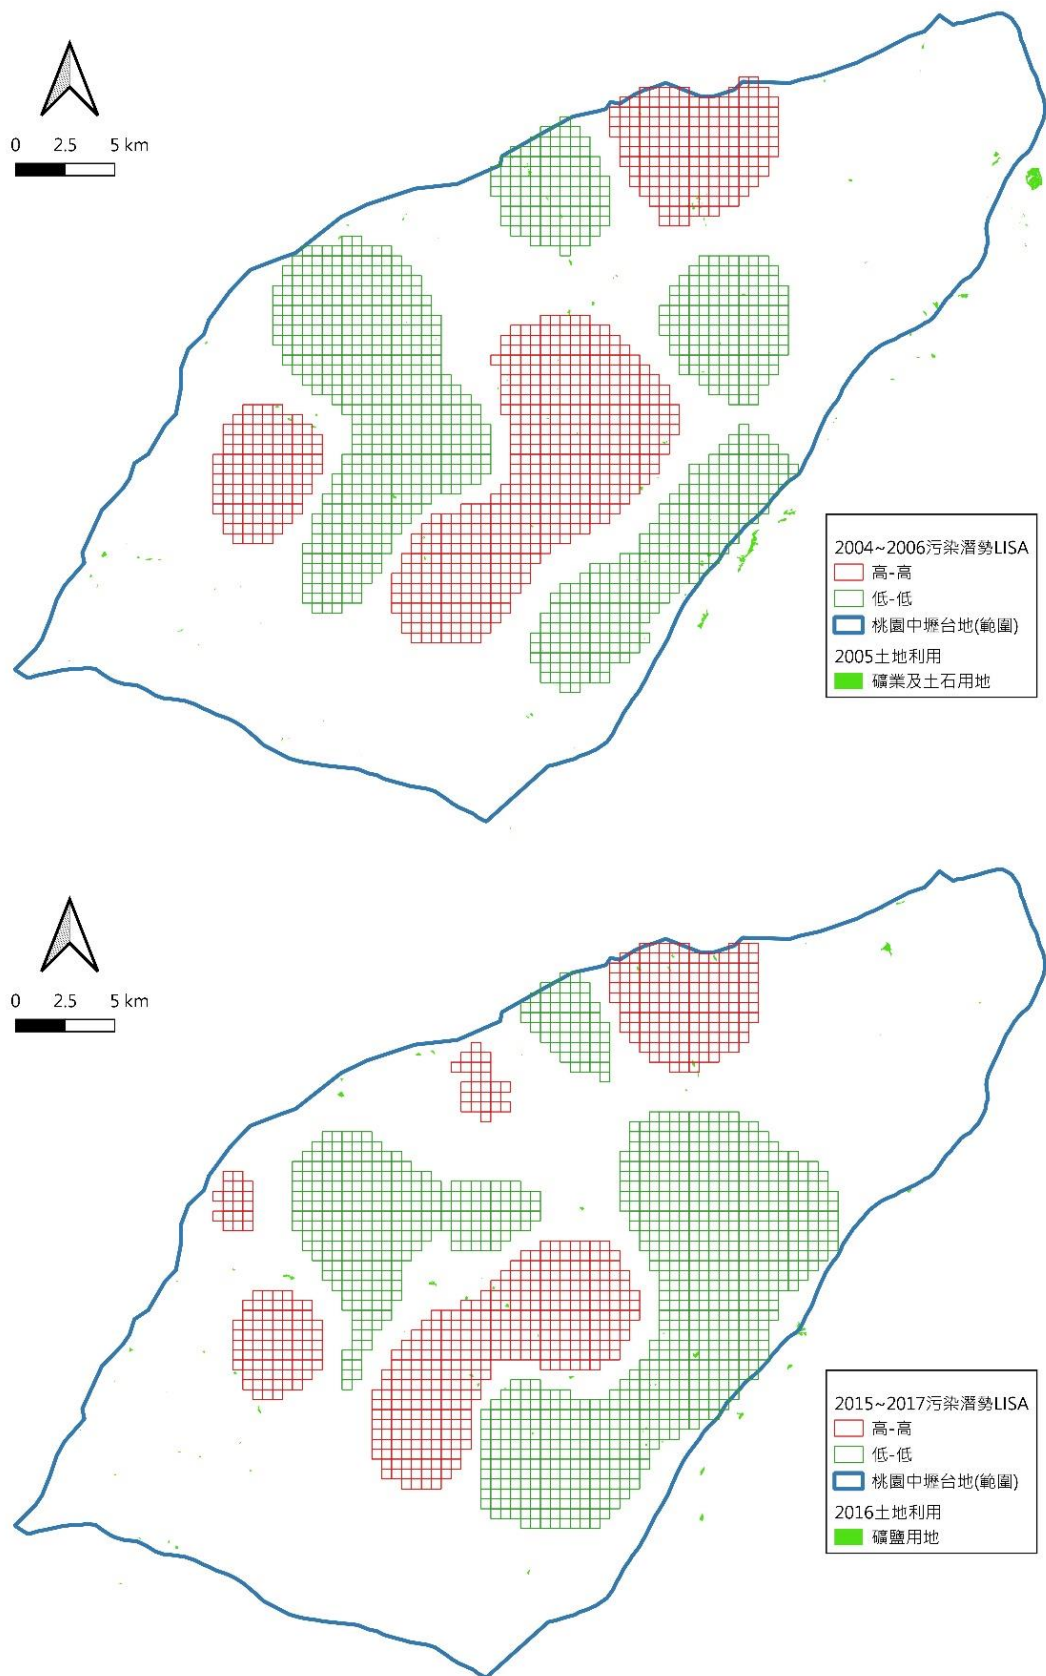 0 2.5 5 km
2004~2006污染潛勢LISA
高-高
低-低
桃園中壢台地(範圍)
2005土地利用
礦業及土石用地
0 2.5 5 km
2015~2017污染潛勢LISA
高-高
低-低
桃園中壢台地(範圍)
2016土地利用
礦鹽用地